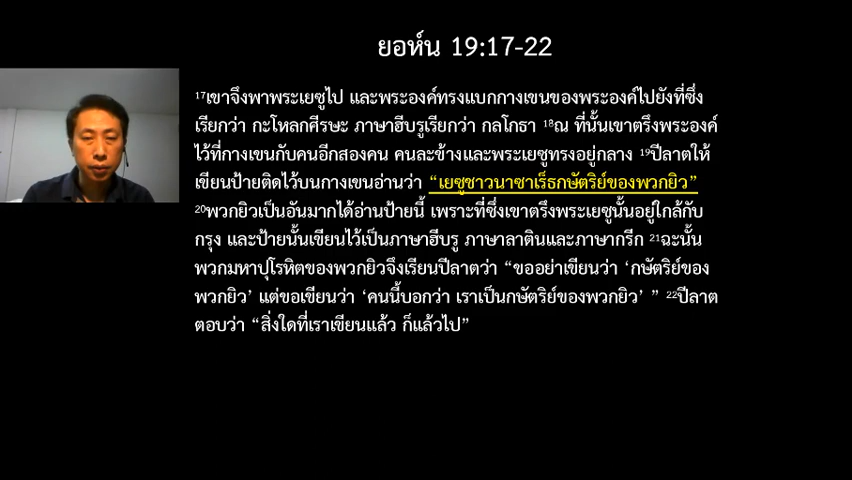 ยอห์น 19:17-22
¹⁷เขาจึงพาพระเยซูไป และพระองค์ทรงแบกกางเขนของพระองค์ไปยังที่ซึ่ง
เรียกว่า กะโหลกศีรษะ ภาษาฮีบรูเรียกว่า กลโกธา ¹⁸ณ ที่นั้นเขาตรึงพระองค์
ไว้ที่กางเขนกับคนอีกสองคน คนละข้างและพระเยซูทรงอยู่กลาง ¹⁹ปีลาตให้
เขียนป้ายติดไว้บนกางเขนอ่านว่า “เยซูชาวนาซาเร็ธกษัตริย์ของพวกยิว”
²⁰พวกยิวเป็นอันมากได้อ่านป้ายนี้ เพราะที่ซึ่งเขาตรึงพระเยซูนั้นอยู่ใกล้กับ
กรุง และป้ายนั้นเขียนไว้เป็นภาษาฮีบรู ภาษาลาตินและภาษากรีก ²¹ฉะนั้น
พวกมหาปุโรหิตของพวกยิวจึงเรียนปีลาตว่า “ขออย่าเขียนว่า ‘กษัตริย์ของ
พวกยิว’ แต่ขอเขียนว่า ‘คนนี้บอกว่า เราเป็นกษัตริย์ของพวกยิว’ ” ²²ปีลาต
ตอบว่า “สิ่งใดที่เราเขียนแล้ว ก็แล้วไป”